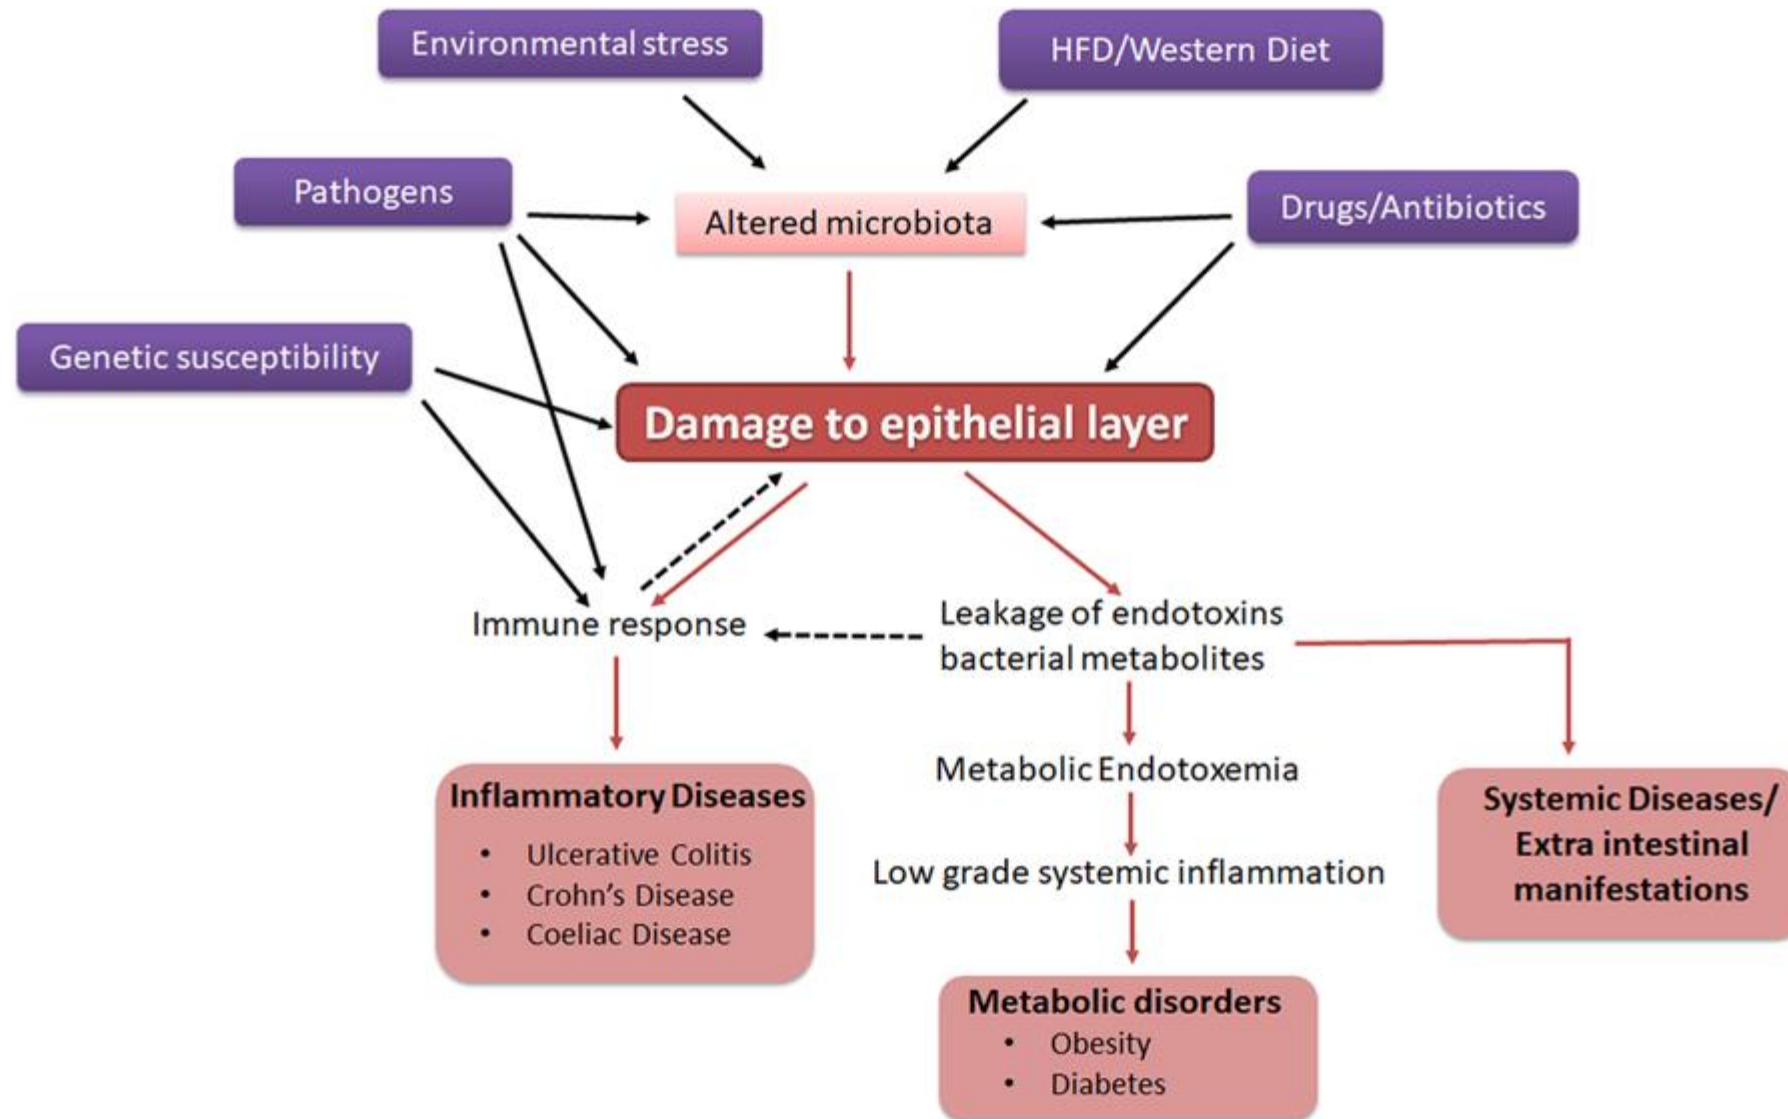 Environmental stress
HFD/Western Diet
Pathogens
Altered microbiota
Drugs/Antibiotics
Genetic susceptibility
Damage to epithelial layer
Immune response
Leakage of endotoxins
bacterial metabolites
Metabolic Endotoxemia
Low grade systemic inflammation
Inflammatory Diseases
• Ulcerative Colitis
• Crohn’s Disease
• Coeliac Disease
Systemic Diseases/
Extra intestinal
manifestations
Metabolic disorders
• Obesity
• Diabetes